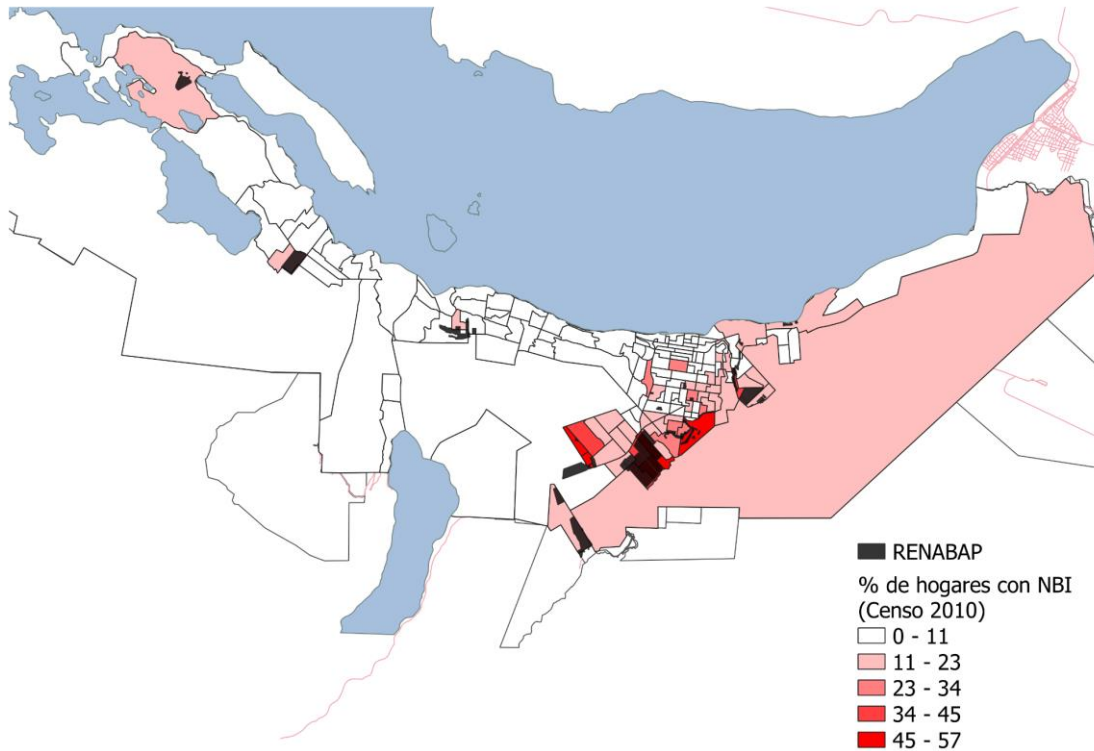 RENABAP
% de hogares con NBI
(Censo 2010)
0 - 11
11 - 23
23 - 34
34 - 45
45 - 57